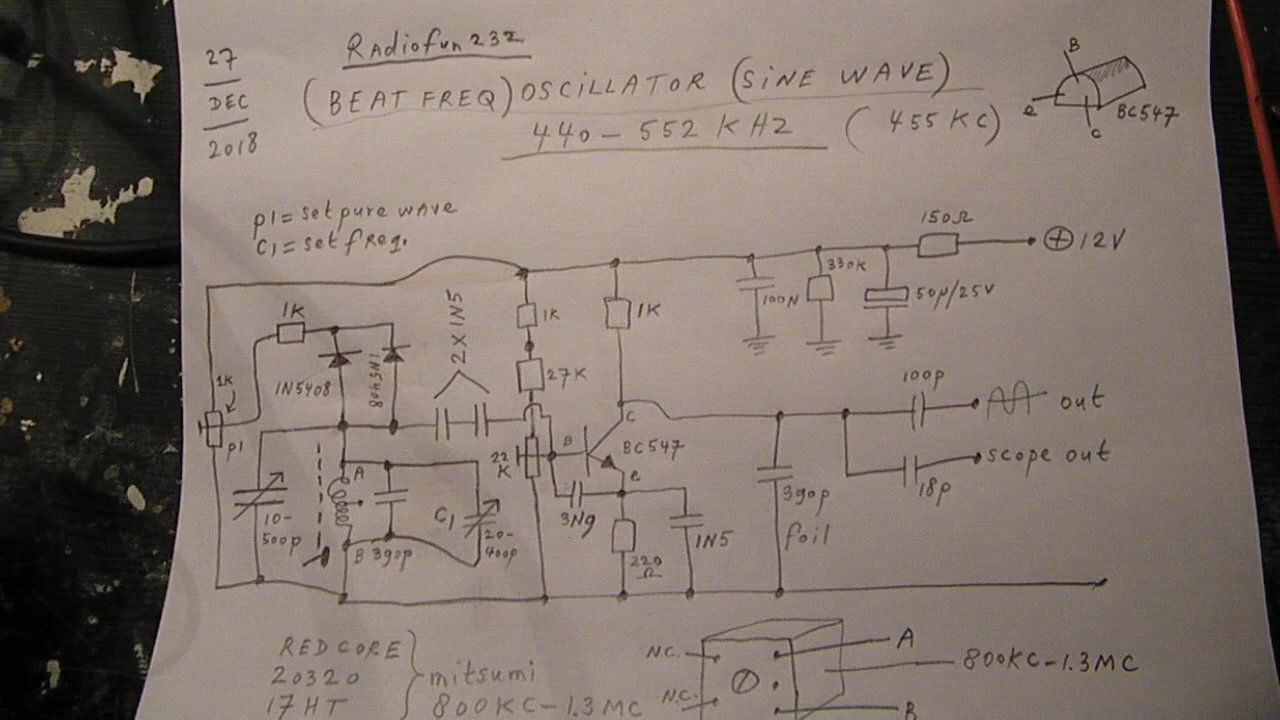 27
DEC
2018
Radiofun232
(BEAT FREQ) OSCILLATOR (SINE WAVE)
440 - 552 KHZ (455 KC)
B
e
C
BC547
P1 = set pure wave
C1 = set freq.
150Ω
⊕ 12V
330K
100N
50µ/25V
1K
1K
1K
2 X 1N5
1N5408
1N5408
27K
1K
P1
100p
out
C
B
BC547
22
K
e
scope out
18p
A
10-
500p
C1
20-
400p
3N9
390p
foil
B
390p
220
Ω
1N5
RED CORE
20320
17HT
mitsumi
800KC-1.3MC
N.C.
N.C.
A
800KC-1.3MC
B